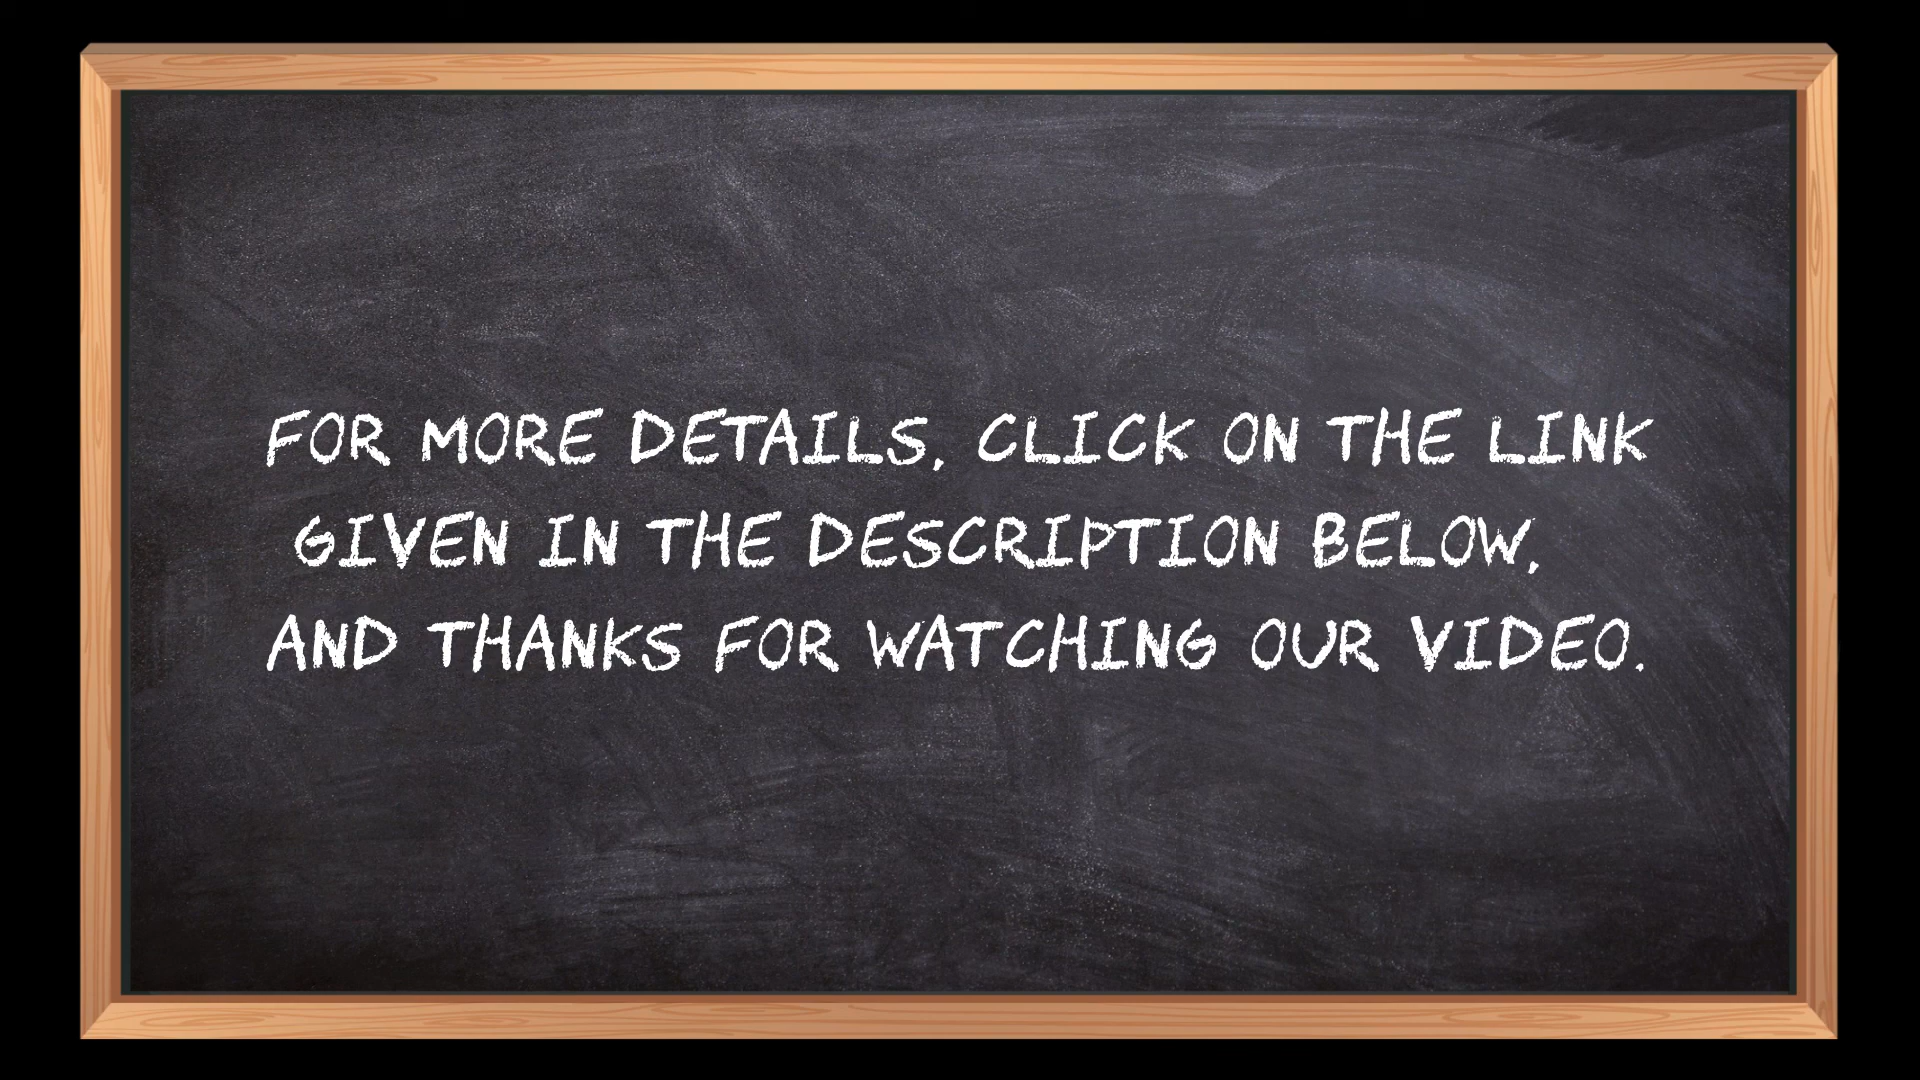 FOR MORE DETAILS, CLICK ON THE LINK
GIVEN IN THE DESCRIPTION BELOW,
AND THANKS FOR WATCHING OUR VIDEO.